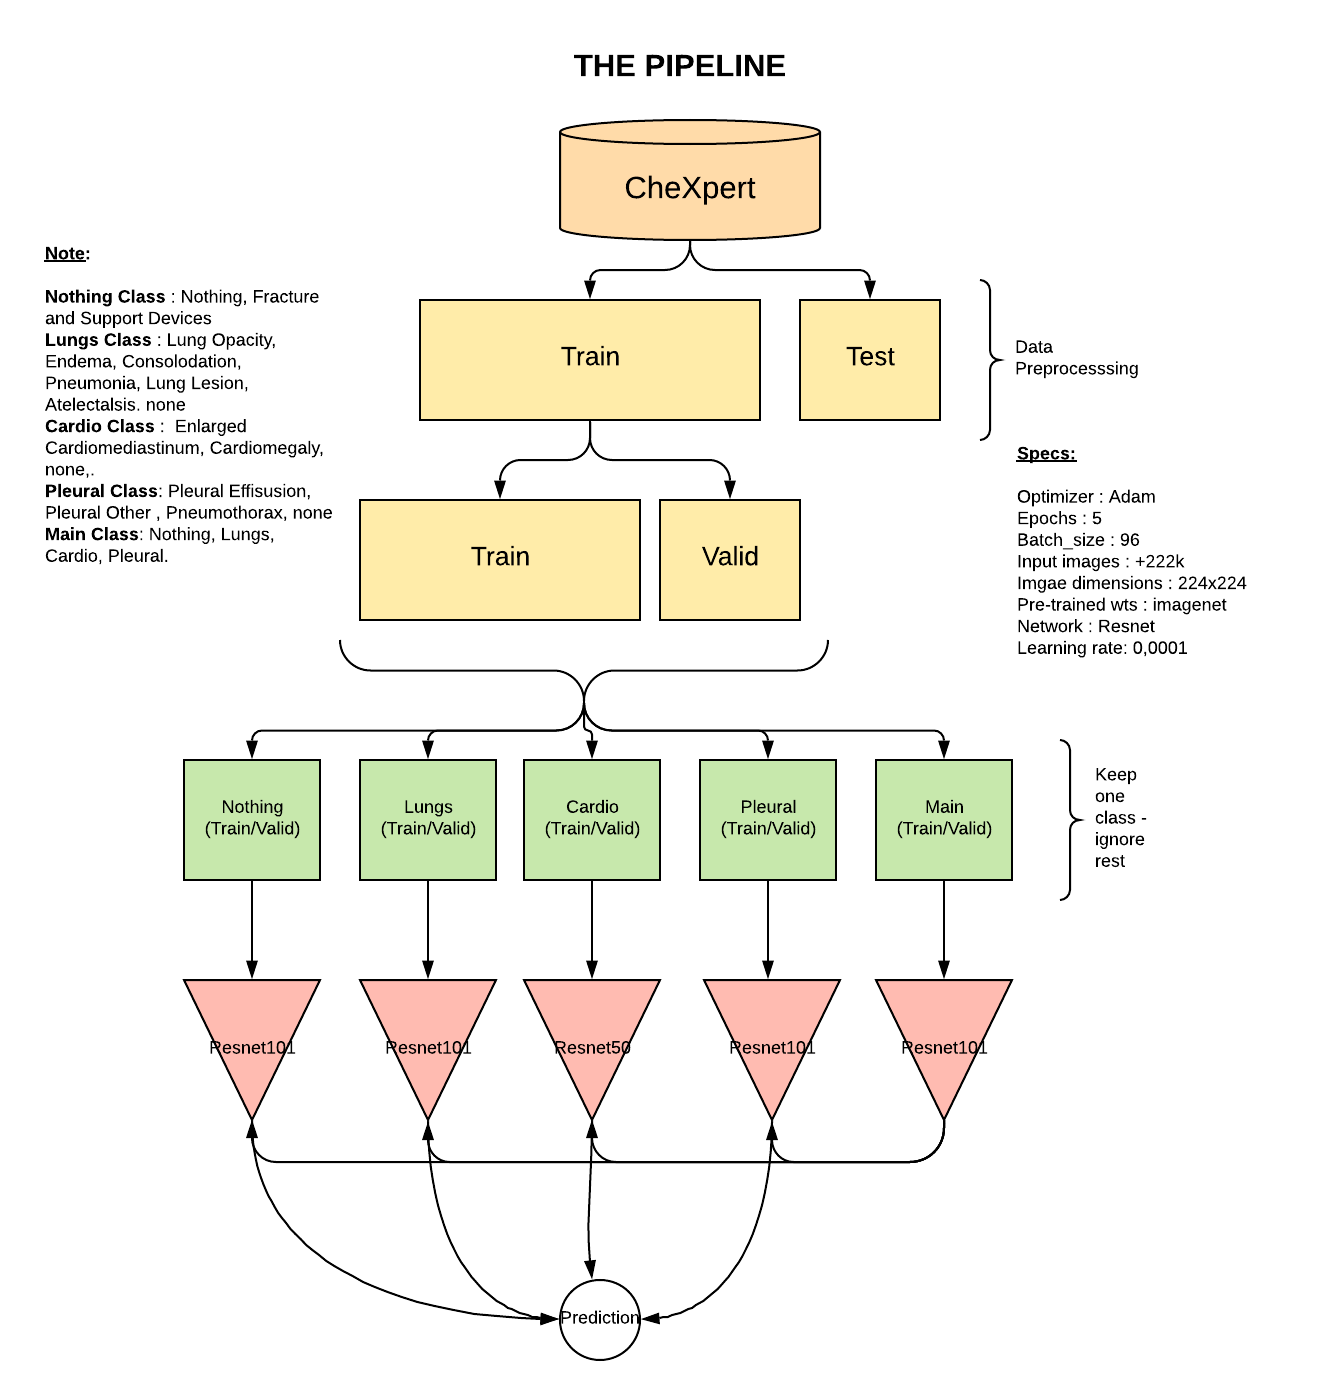 THE PIPELINE
CheXpert
Note:
Nothing Class : Nothing, Fracture
and Support Devices
Lungs Class : Lung Opacity,
Endema, Consolodation,
Pneumonia, Lung Lesion,
Atelectalsis. none
Cardio Class :  Enlarged
Cardiomediastinum, Cardiomegaly,
none,.
Pleural Class: Pleural Effisusion,
Pleural Other , Pneumothorax, none
Main Class: Nothing, Lungs,
Cardio, Pleural.
Train
Test
Data
Preprocesssing
Train
Valid
Specs:
Optimizer : Adam
Epochs : 5
Batch_size : 96
Input images : +222k
Imgae dimensions : 224x224
Pre-trained wts : imagenet
Network : Resnet
Learning rate: 0,0001
Nothing
(Train/Valid)
Lungs
(Train/Valid)
Cardio
(Train/Valid)
Pleural
(Train/Valid)
Main
(Train/Valid)
Keep
one
class -
ignore
rest
Resnet101
Resnet101
Resnet50
Resnet101
Resnet101
Prediction